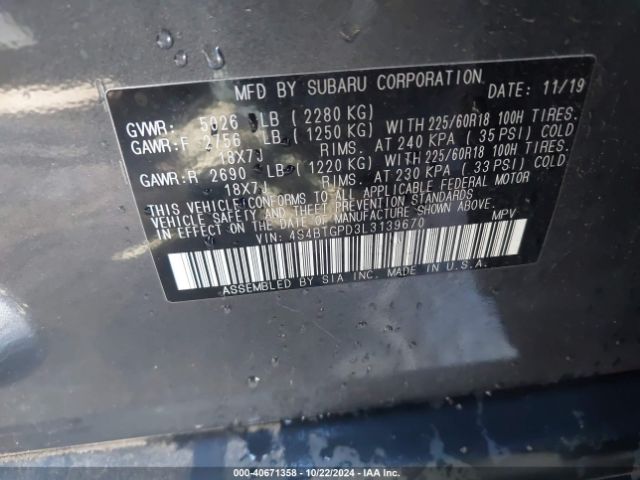 MFD BY SUBARU CORPORATION DATE: 11/19
GVWR: 5026 LB ( 2280 KG)
GAWR:F 2756 LB ( 1250 KG) WITH 225/60R18 100H TIRES.
18X7J RIMS. AT 240 KPA ( 35 PSI) COLD
GAWR:R 2690 LB ( 1220 KG) WITH 225/60R18 100H TIRES.
18X7J RIMS. AT 230 KPA ( 33 PSI) COLD
THIS VEHICLE CONFORMS TO ALL APPLICABLE FEDERAL MOTOR
VEHICLE SAFETY AND THEFT PREVENTION STANDARDS
IN EFFECT ON THE DATE OF MANUFACTURE SHOWN ABOVE.
VIN: 4S4BTGPD3L3139670 MPV
ASSEMBLED BY SIA INC. MADE IN U.S.A.
000-40671358 | 10/22/2024 | IAA Inc.